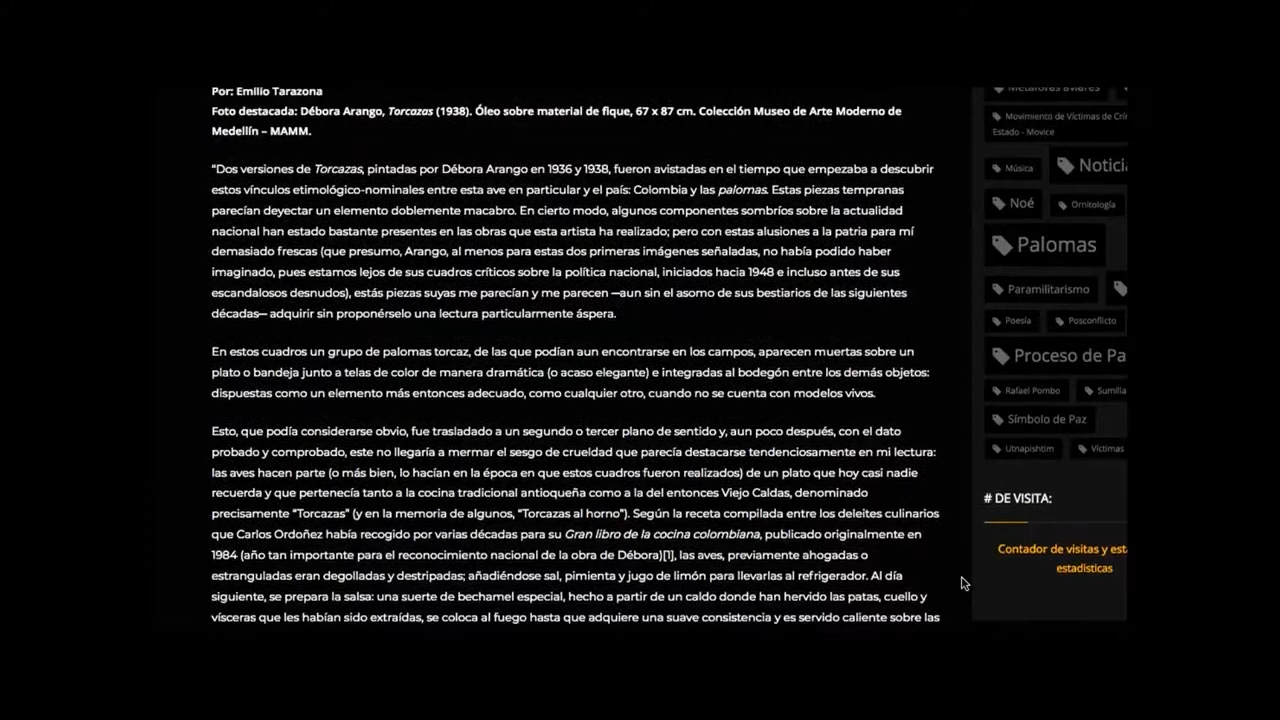 Por: Emilio Tarazona
Foto destacada: Débora Arango, Torcazas (1938). Óleo sobre material de fique, 67 x 87 cm. Colección Museo de Arte Moderno de
Medellín – MAMM.
“Dos versiones de Torcazas, pintadas por Débora Arango en 1936 y 1938, fueron avistadas en el tiempo que empezaba a descubrir
estos vínculos etimológico-nominales entre esta ave en particular y el país: Colombia y las palomas. Estas piezas tempranas
parecían deyectar un elemento doblemente macabro. En cierto modo, algunos componentes sombríos sobre la actualidad
nacional han estado bastante presentes en las obras que esta artista ha realizado; pero con estas alusiones a la patria para mí
demasiado frescas (que presumo, Arango, al menos para estas dos primeras imágenes señaladas, no había podido haber
imaginado, pues estamos lejos de sus cuadros críticos sobre la política nacional, iniciados hacia 1948 e incluso antes de sus
escandalosos desnudos), estás piezas suyas me parecían y me parecen —aun sin el asomo de sus bestiarios de las siguientes
décadas— adquirir sin proponérselo una lectura particularmente áspera.
En estos cuadros un grupo de palomas torcaz, de las que podían aun encontrarse en los campos, aparecen muertas sobre un
plato o bandeja junto a telas de color de manera dramática (o acaso elegante) e integradas al bodegón entre los demás objetos:
dispuestas como un elemento más entonces adecuado, como cualquier otro, cuando no se cuenta con modelos vivos.
Esto, que podía considerarse obvio, fue trasladado a un segundo o tercer plano de sentido y, aun poco después, con el dato
probado y comprobado, este no llegaría a mermar el sesgo de crueldad que parecía destacarse tendenciosamente en mi lectura:
las aves hacen parte (o más bien, lo hacían en la época en que estos cuadros fueron realizados) de un plato que hoy casi nadie
recuerda y que pertenecía tanto a la cocina tradicional antioqueña como a la del entonces Viejo Caldas, denominado
precisamente “Torcazas” (y en la memoria de algunos, “Torcazas al horno”). Según la receta compilada entre los deleites culinarios
que Carlos Ordoñez había recogido por varias décadas para su Gran libro de la cocina colombiana, publicado originalmente en
1984 (año tan importante para el reconocimiento nacional de la obra de Débora)[1], las aves, previamente ahogadas o
estranguladas eran degolladas y destripadas; añadiéndose sal, pimienta y jugo de limón para llevarlas al refrigerador. Al día
siguiente, se prepara la salsa: una suerte de bechamel especial, hecho a partir de un caldo donde han hervido las patas, cuello y
vísceras que les habían sido extraídas, se coloca al fuego hasta que adquiere una suave consistencia y es servido caliente sobre las
Metáforas aviares
Movimiento de Víctimas de Crí
Estado - Movice
Música
Notici
Noé
Ornitología
Palomas
Paramilitarismo
Poesía
Posconflicto
Proceso de Pa
Rafael Pombo
Sumilla
Símbolo de Paz
Utnapishtim
Víctimas
# DE VISITA:
Contador de visitas y est
estadisticas